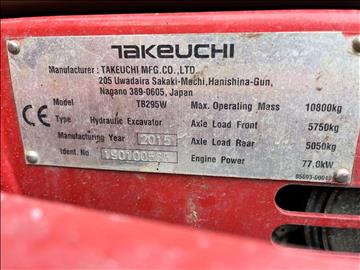 TAKEUCHI
Manufacturer : TAKEUCHI MFG.CO.,LTD.
205 Uwadaira Sakaki-Machi,Hanishina-Gun,
Nagano 389-0605, Japan
CE
Model TB295W Max. Operating Mass 10800kg
Type Hydraulic Excavator Axle Load Front 5750kg
Manufacturing Year 2015 Axle Load Rear 5050kg
Ident. No. Engine Power 77.0kW